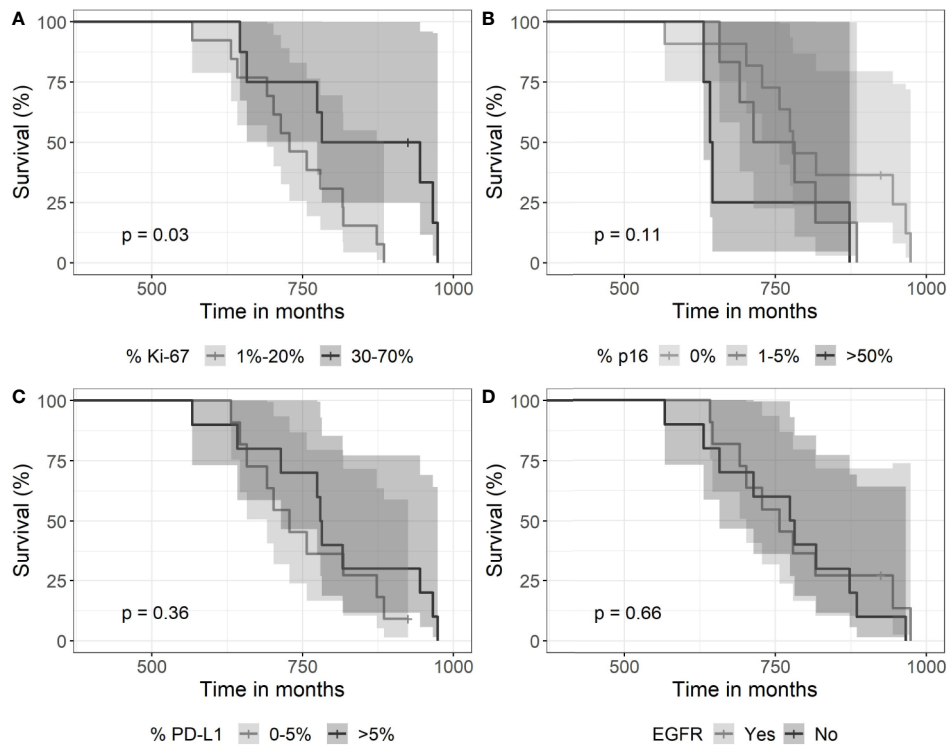 A
Survival (%)
100
75
50
25
0
p = 0.03
500 750 1000
Time in months
% Ki-67 1%-20% 30-70%
B
Survival (%)
100
75
50
25
0
p = 0.11
500 750 1000
Time in months
% p16 0% 1-5% >50%
C
Survival (%)
100
75
50
25
0
p = 0.36
500 750 1000
Time in months
% PD-L1 0-5% >5%
D
Survival (%)
100
75
50
25
0
p = 0.66
500 750 1000
Time in months
EGFR Yes No